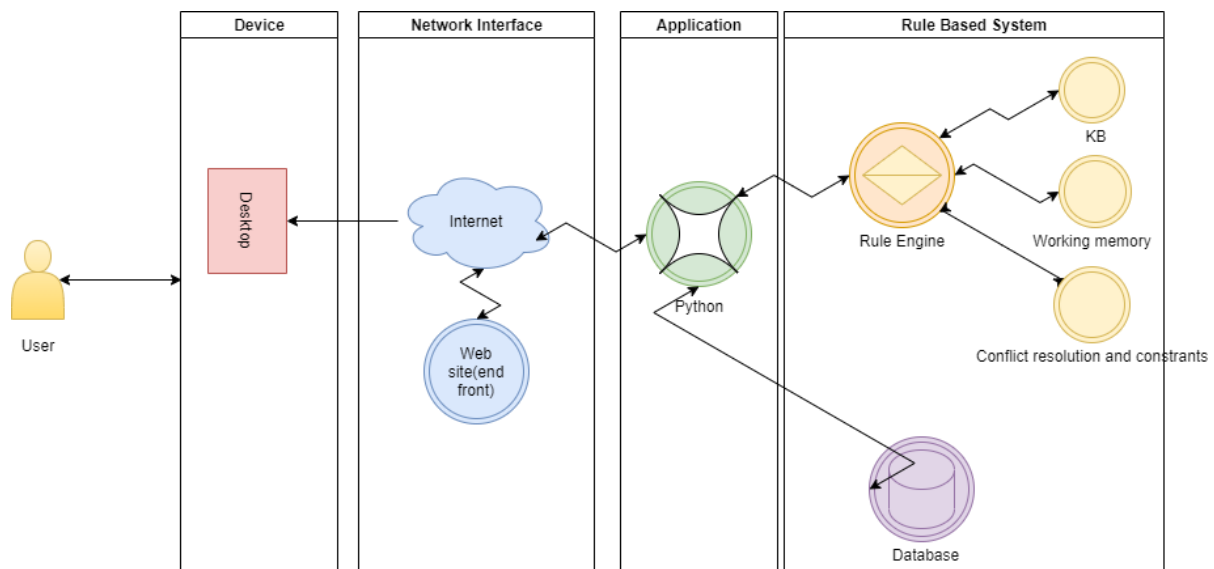 Device
Network Interface
Application
Rule Based System
KB
Desktop
Internet
Working memory
Rule Engine
Python
User
Web
site(end
front)
Conflict resolution and constrants
Database